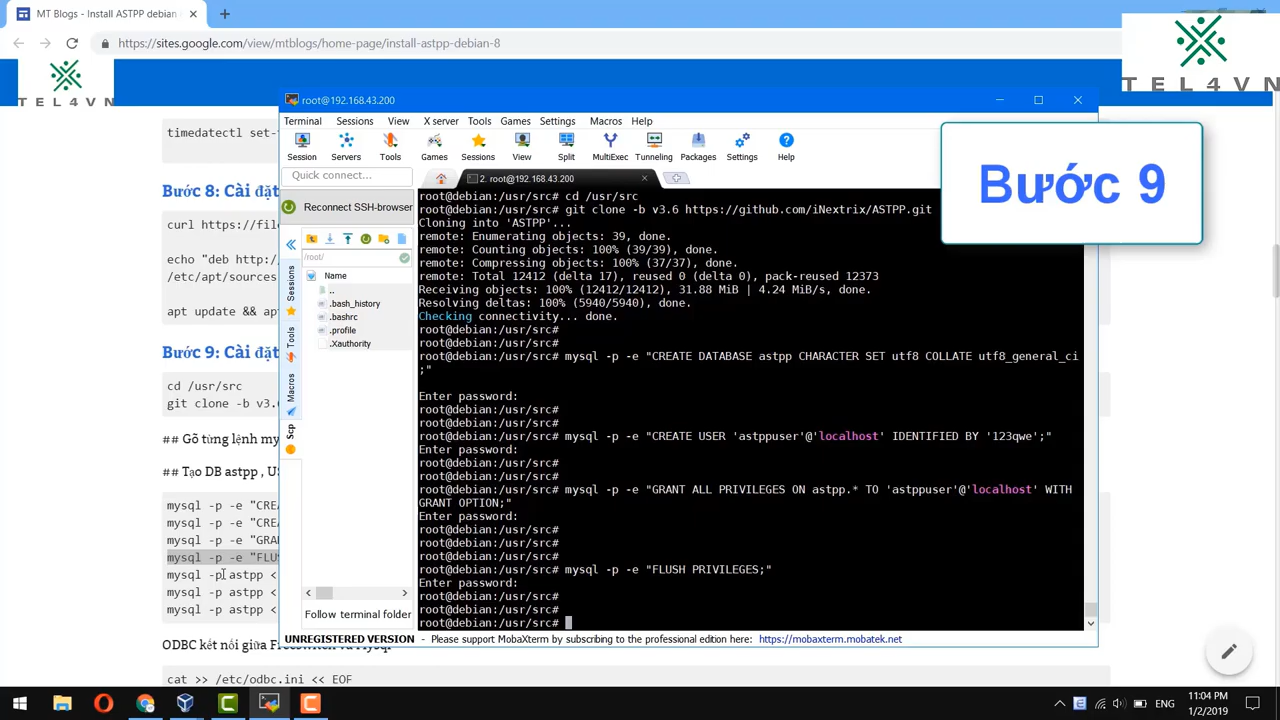 MT Blogs - Install ASTPP debian
https://sites.google.com/view/mtblogs/home-page/install-astpp-debian-8
TEL4VN
TEL4VN
timedatectl set-
Bước 8: Cài đặt
curl https://fil
echo "deb http:/
/etc/apt/sources
apt update && ap
Bước 9: Cài đặt
cd /usr/src
git clone -b v3.6
## Gõ từng lệnh my
## Tạo DB astpp , US
mysql -p -e "CREA
mysql -p -e "CREA
mysql -p -e "GRAN
mysql -p -e "FLUS
mysql -p astpp <
mysql -p astpp <
mysql -p astpp <
ODBC kết nối giữa Freeswitch và Mysql
cat >> /etc/odbc.ini << EOF
root@192.168.43.200
Terminal Sessions View X server Tools Games Settings Macros Help
Session Servers Tools Games Sessions View Split MultiExec Tunneling Packages Settings Help
Quick connect...
2. root@192.168.43.200
Reconnect SSH-browser
/root/
Name
..
.bash_history
.bashrc
.profile
.Xauthority
Sessions
Tools
Macros
Scp
Follow terminal folder
Bước 9
root@debian:/usr/src# cd /usr/src
root@debian:/usr/src# git clone -b v3.6 https://github.com/iNextrix/ASTPP.git
Cloning into 'ASTPP'...
remote: Enumerating objects: 39, done.
remote: Counting objects: 100% (39/39), done.
remote: Compressing objects: 100% (37/37), done.
remote: Total 12412 (delta 17), reused 0 (delta 0), pack-reused 12373
Receiving objects: 100% (12412/12412), 31.88 MiB | 4.24 MiB/s, done.
Resolving deltas: 100% (5940/5940), done.
Checking connectivity... done.
root@debian:/usr/src#
root@debian:/usr/src#
root@debian:/usr/src# mysql -p -e "CREATE DATABASE astpp CHARACTER SET utf8 COLLATE utf8_general_ci
;"
Enter password:
root@debian:/usr/src#
root@debian:/usr/src#
root@debian:/usr/src# mysql -p -e "CREATE USER 'astppuser'@'localhost' IDENTIFIED BY '123qwe';"
Enter password:
root@debian:/usr/src#
root@debian:/usr/src#
root@debian:/usr/src# mysql -p -e "GRANT ALL PRIVILEGES ON astpp.* TO 'astppuser'@'localhost' WITH
GRANT OPTION;"
Enter password:
root@debian:/usr/src#
root@debian:/usr/src#
root@debian:/usr/src#
root@debian:/usr/src# mysql -p -e "FLUSH PRIVILEGES;"
Enter password:
root@debian:/usr/src#
root@debian:/usr/src#
root@debian:/usr/src#
UNREGISTERED VERSION - Please support MobaXterm by subscribing to the professional edition here: https://mobaxterm.mobatek.net
ENG
11:04 PM
1/2/2019